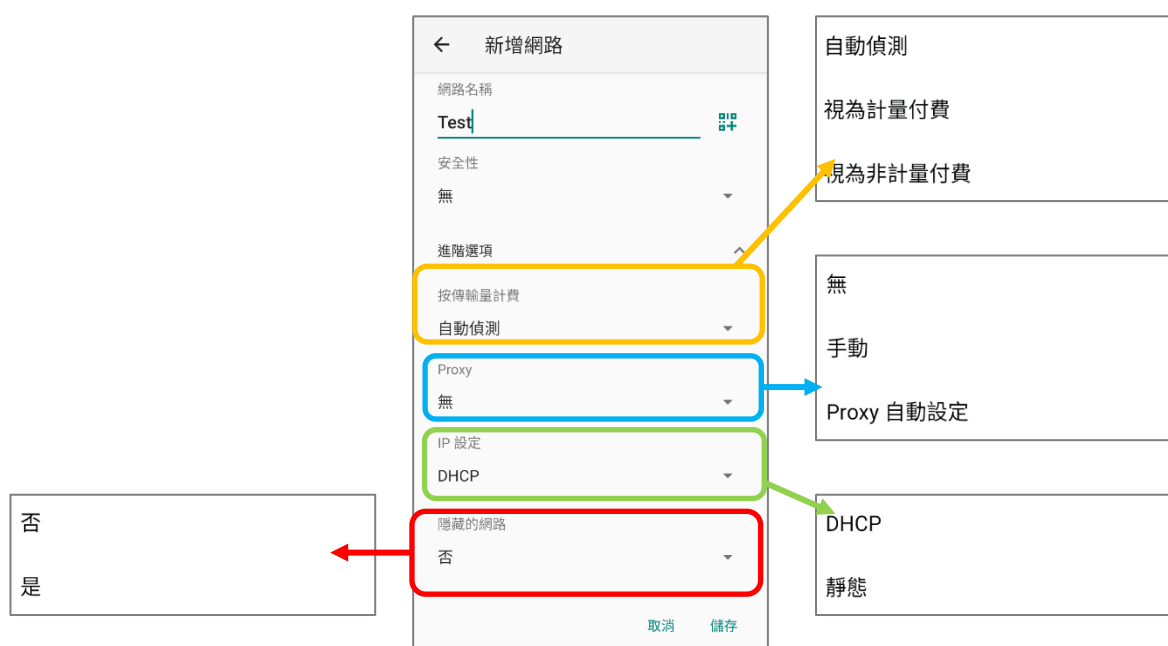 新增網路
網路名稱
Test
安全性
無
進階選項
按傳輸量計費
自動偵測
Proxy
無
IP 設定
DHCP
隱藏的網路
否
取消 儲存
自動偵測
視為計量付費
視為非計量付費
無
手動
Proxy 自動設定
DHCP
靜態
否
是